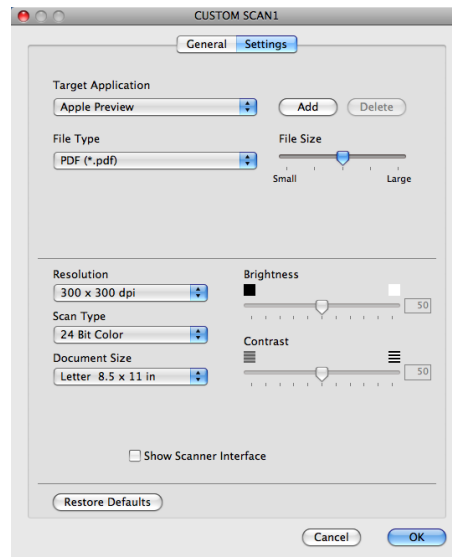 CUSTOM SCAN1
General Settings
Target Application
Apple Preview Add Delete
File Type File Size
PDF (*.pdf)
Small Large
Resolution Brightness
300 x 300 dpi 50
Scan Type
24 Bit Color Contrast
Document Size
Letter 8.5 x 11 in 50
Show Scanner Interface
Restore Defaults
Cancel OK